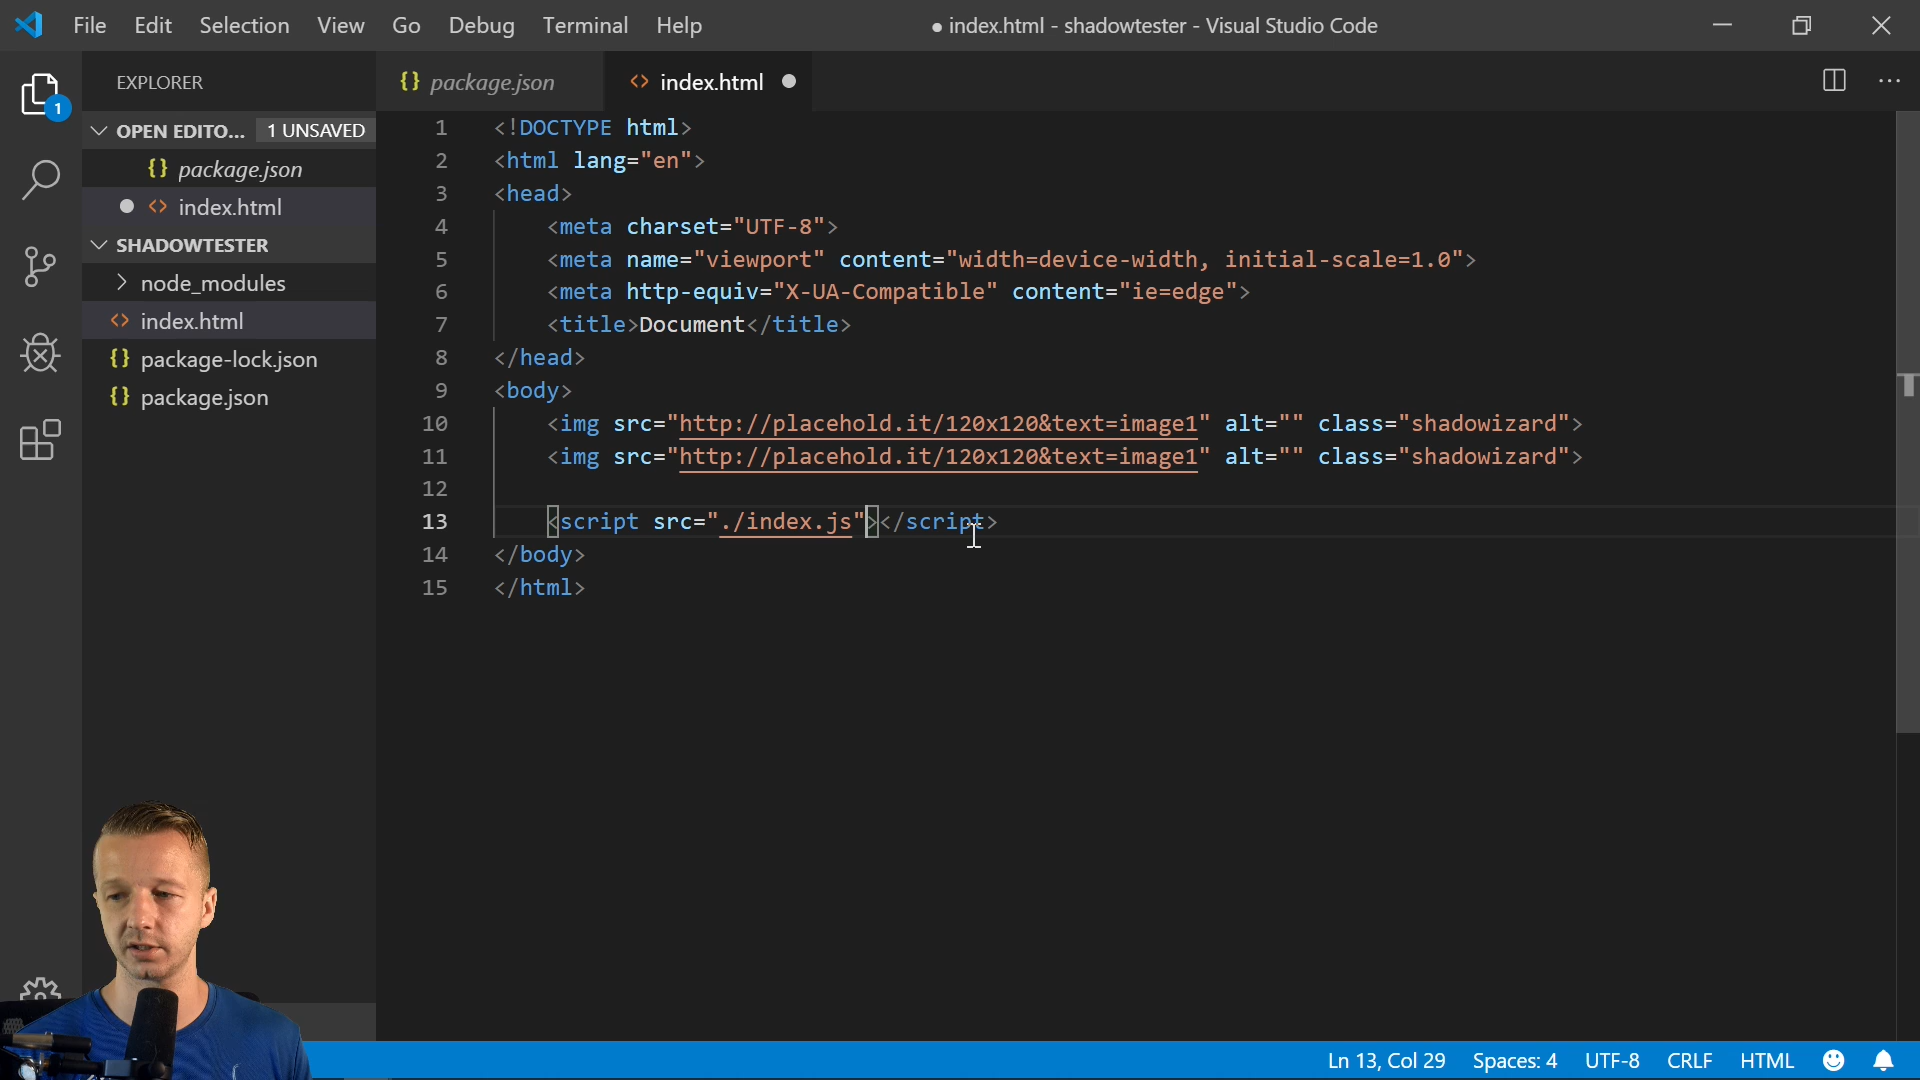 File Edit Selection View Go Debug Terminal Help
● index.html - shadowtester - Visual Studio Code
EXPLORER
OPEN EDITO... 1 UNSAVED
{} package.json
● <> index.html
SHADOWTESTER
> node_modules
<> index.html
{} package-lock.json
{} package.json
1
{} package.json
<> index.html ●
1 <!DOCTYPE html>
2 <html lang="en">
3 <head>
4 <meta charset="UTF-8">
5 <meta name="viewport" content="width=device-width, initial-scale=1.0">
6 <meta http-equiv="X-UA-Compatible" content="ie=edge">
7 <title>Document</title>
8 </head>
9 <body>
10 <img src="http://placehold.it/120x120&text=image1" alt="" class="shadowizard">
11 <img src="http://placehold.it/120x120&text=image1" alt="" class="shadowizard">
12
13 <script src="./index.js"></script>
14 </body>
15 </html>
Ln 13, Col 29 Spaces: 4 UTF-8 CRLF HTML